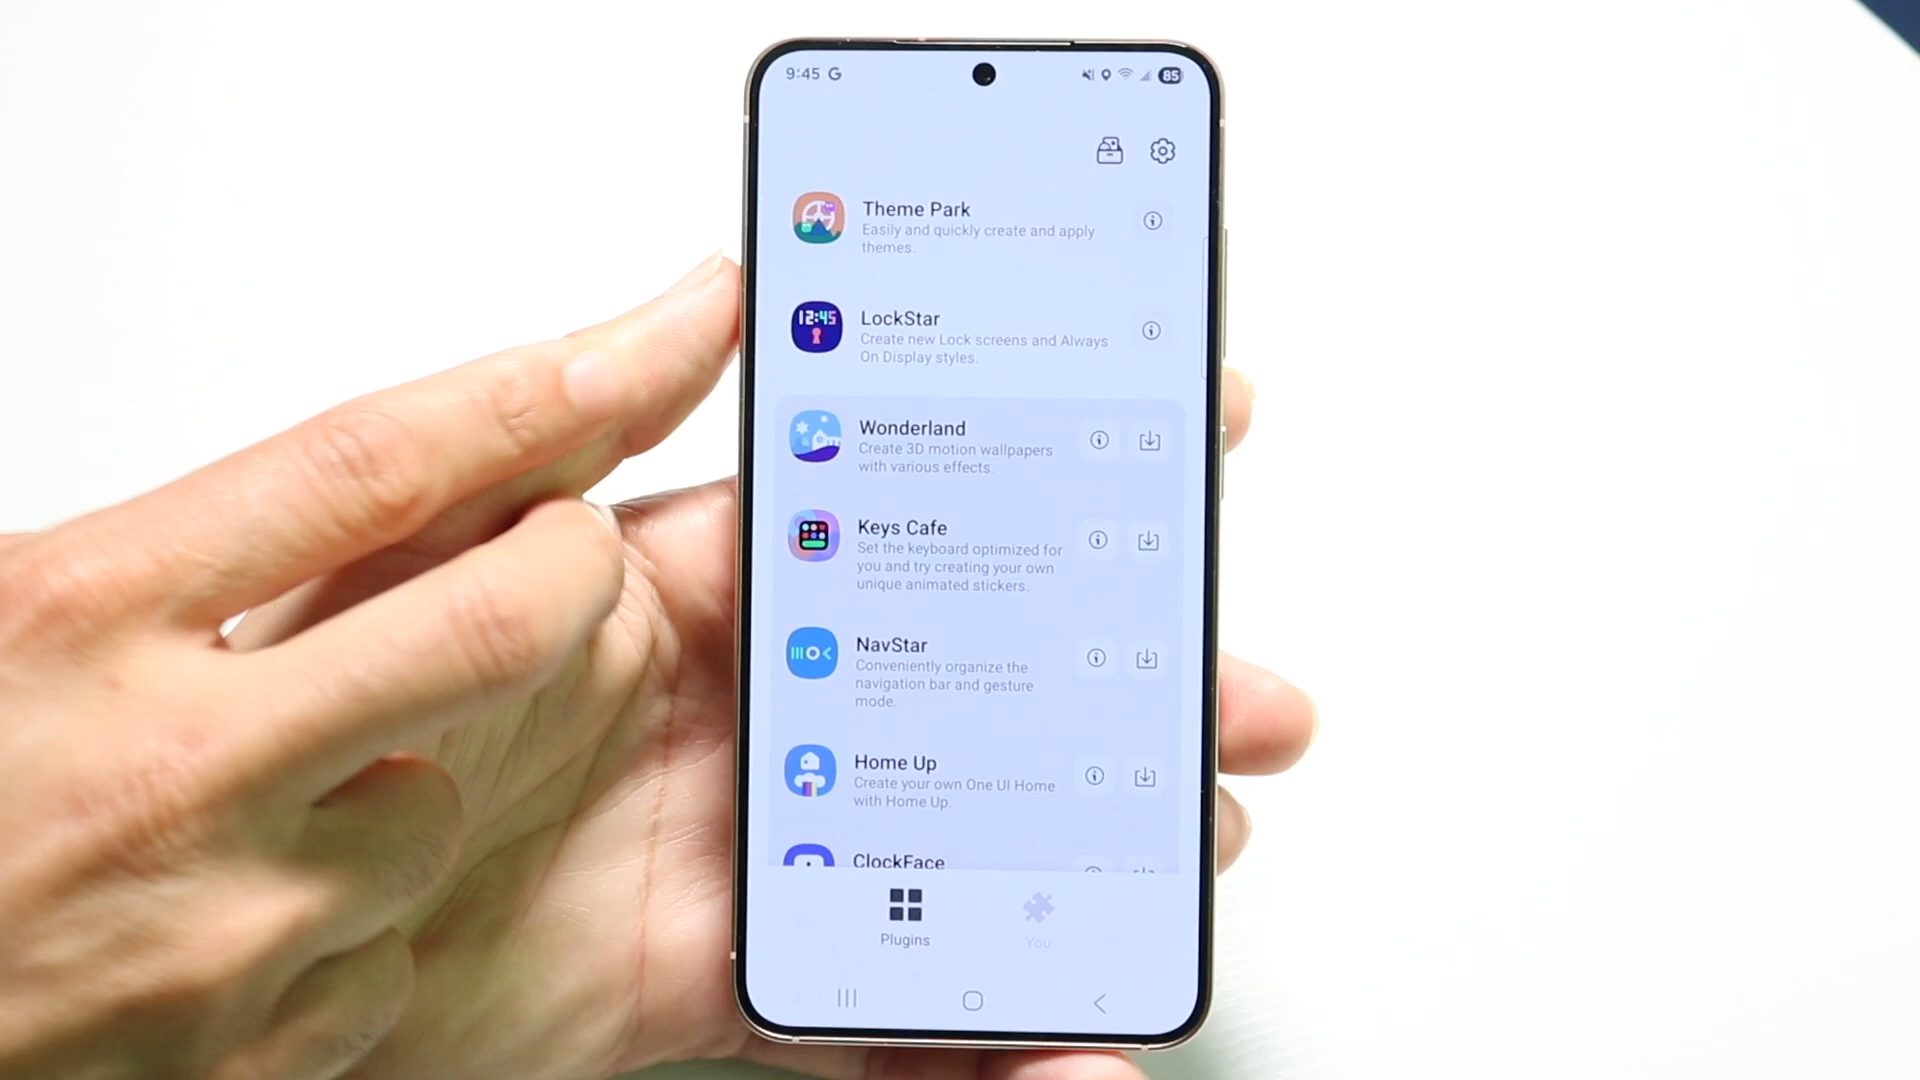 9:45 G
85
Theme Park
Easily and quickly create and apply
themes.
12:45
LockStar
Create new Lock screens and Always
On Display styles.
Wonderland
Create 3D motion wallpapers
with various effects.
Keys Cafe
Set the keyboard optimized for
you and try creating your own
unique animated stickers.
NavStar
Conveniently organize the
navigation bar and gesture
mode.
Home Up
Create your own One UI Home
with Home Up.
ClockFace
Plugins
You